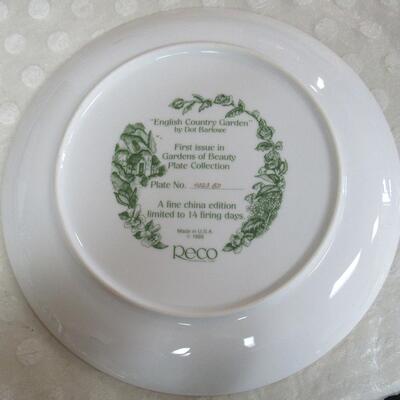 "English Country Garden"
by Dot Barlowe
First issue in
Gardens of Beauty
Plate Collection
Plate No.
A fine china edition
limited to 14 firing days.
Made in U.S.A.
© 1988
Reco